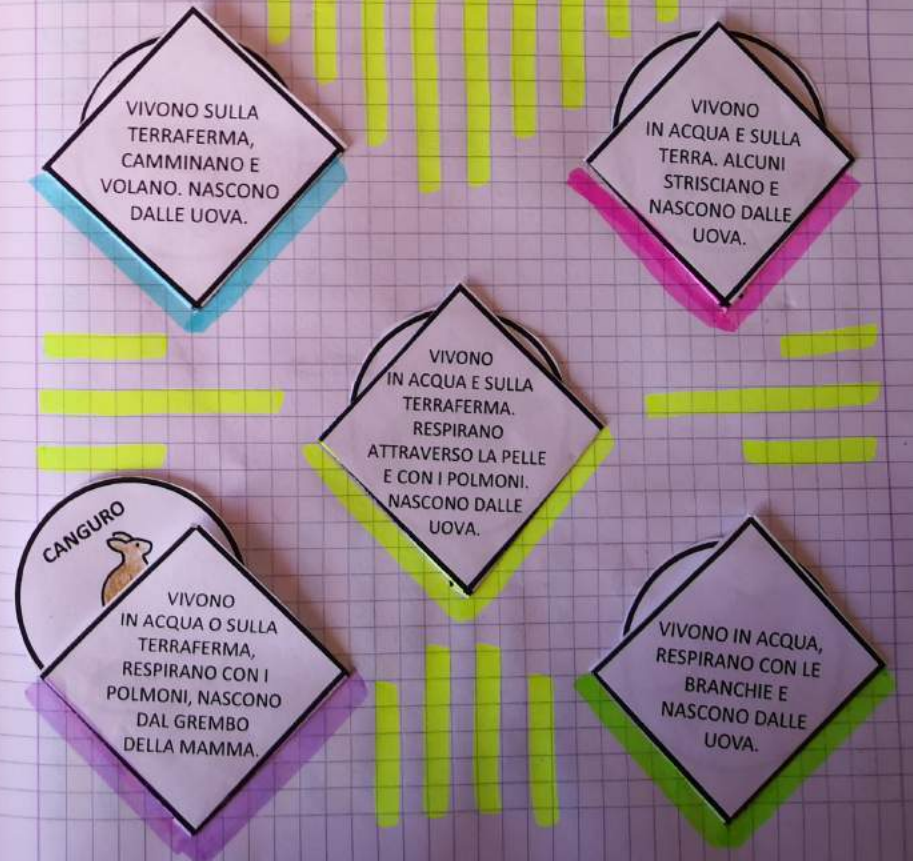 VIVONO SULLA
TERRAFERMA,
CAMMINANO E
VOLANO. NASCONO
DALLE UOVA.
VIVONO
IN ACQUA E SULLA
TERRA. ALCUNI
STRISCIANO E
NASCONO DALLE
UOVA.
VIVONO
IN ACQUA E SULLA
TERRAFERMA.
RESPIRANO
ATTRAVERSO LA PELLE
E CON I POLMONI.
NASCONO DALLE
UOVA.
CANGURO
VIVONO
IN ACQUA O SULLA
TERRAFERMA,
RESPIRANO CON I
POLMONI, NASCONO
DAL GREMBO
DELLA MAMMA.
VIVONO IN ACQUA,
RESPIRANO CON LE
BRANCHIE E
NASCONO DALLE
UOVA.